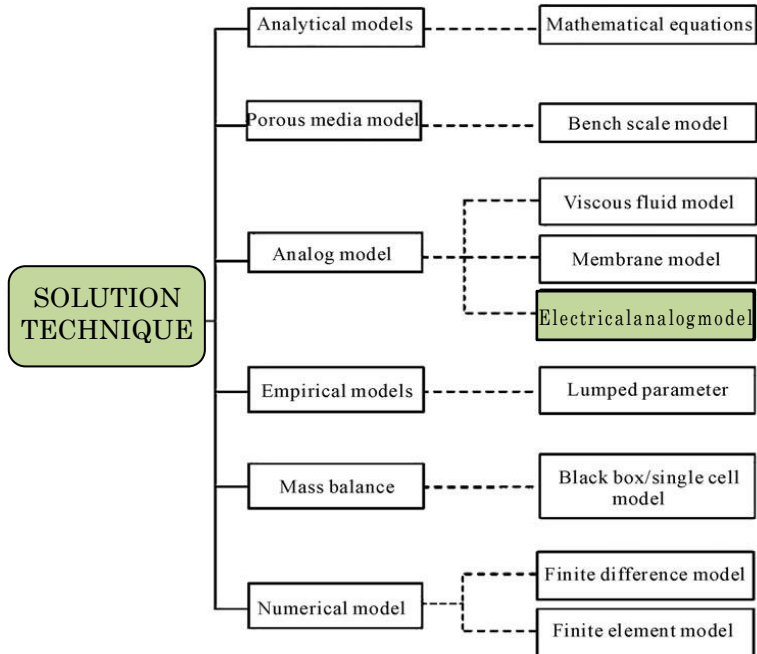 Analytical models
Mathematical equations
Porous media model
Bench scale model
Viscous fluid model
Analog model
Membrane model
Electricalanalogmodel
SOLUTION
TECHNIQUE
Empirical models
Lumped parameter
Mass balance
Black box/single cell
model
Finite difference model
Numerical model
Finite element model